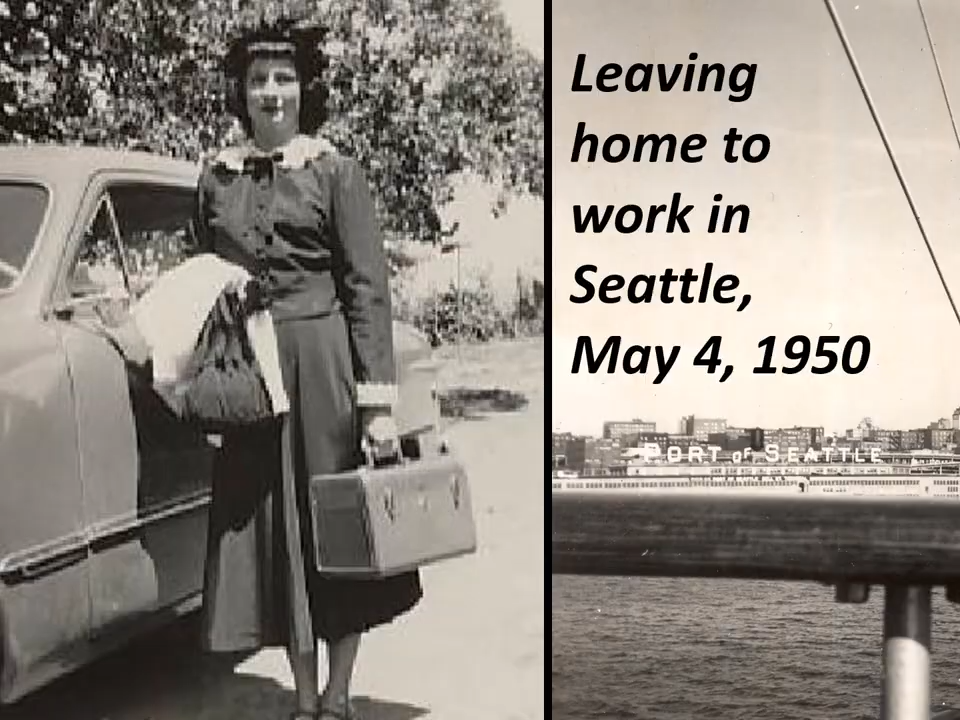 Leaving
home to
work in
Seattle,
May 4, 1950
PORT of SEATTLE